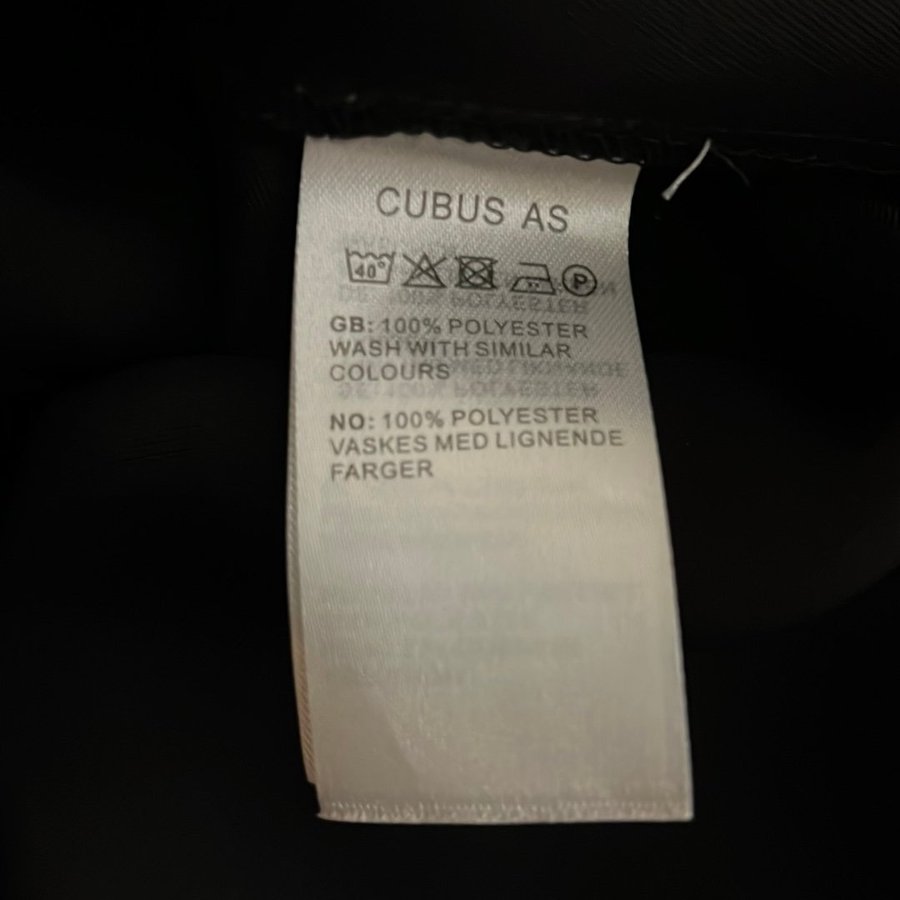 CUBUS AS
40° P
GB: 100% POLYESTER
WASH WITH SIMILAR
COLOURS
NO: 100% POLYESTER
VASKES MED LIGNENDE
FARGER